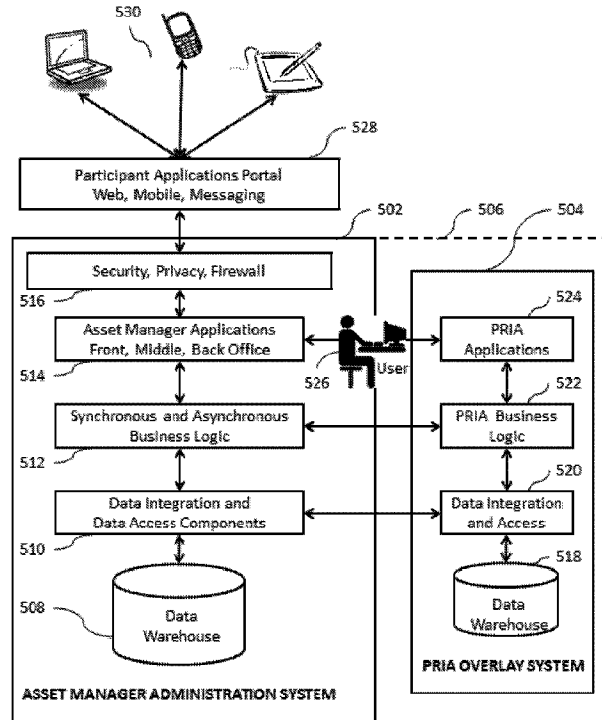 530
528
Participant Applications Portal
Web, Mobile, Messaging
502
506
504
Security, Privacy, Firewall
516
524
Asset Manager Applications
Front, Middle, Back Office
PRIA
Applications
514
526
User
522
Synchronous and Asynchronous
Business Logic
PRIA Business
Logic
512
520
Data Integration and
Data Access Components
Data Integration
and Access
510
518
508
Data
Warehouse
Data
Warehouse
PRIA OVERLAY SYSTEM
ASSET MANAGER ADMINISTRATION SYSTEM